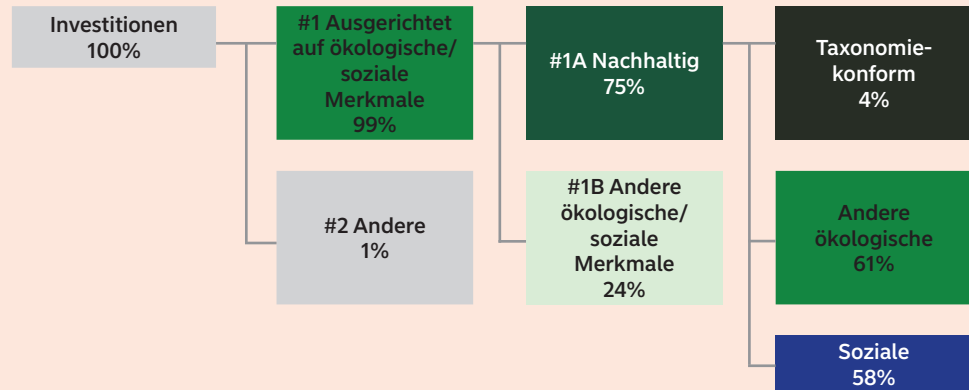 Investitionen
100%
#1 Ausgerichtet
auf ökologische/
soziale
Merkmale
99%
#1A Nachhaltig
75%
Taxonomie-
konform
4%
#2 Andere
1%
#1B Andere
ökologische/
soziale
Merkmale
24%
Andere
ökologische
61%
Soziale
58%